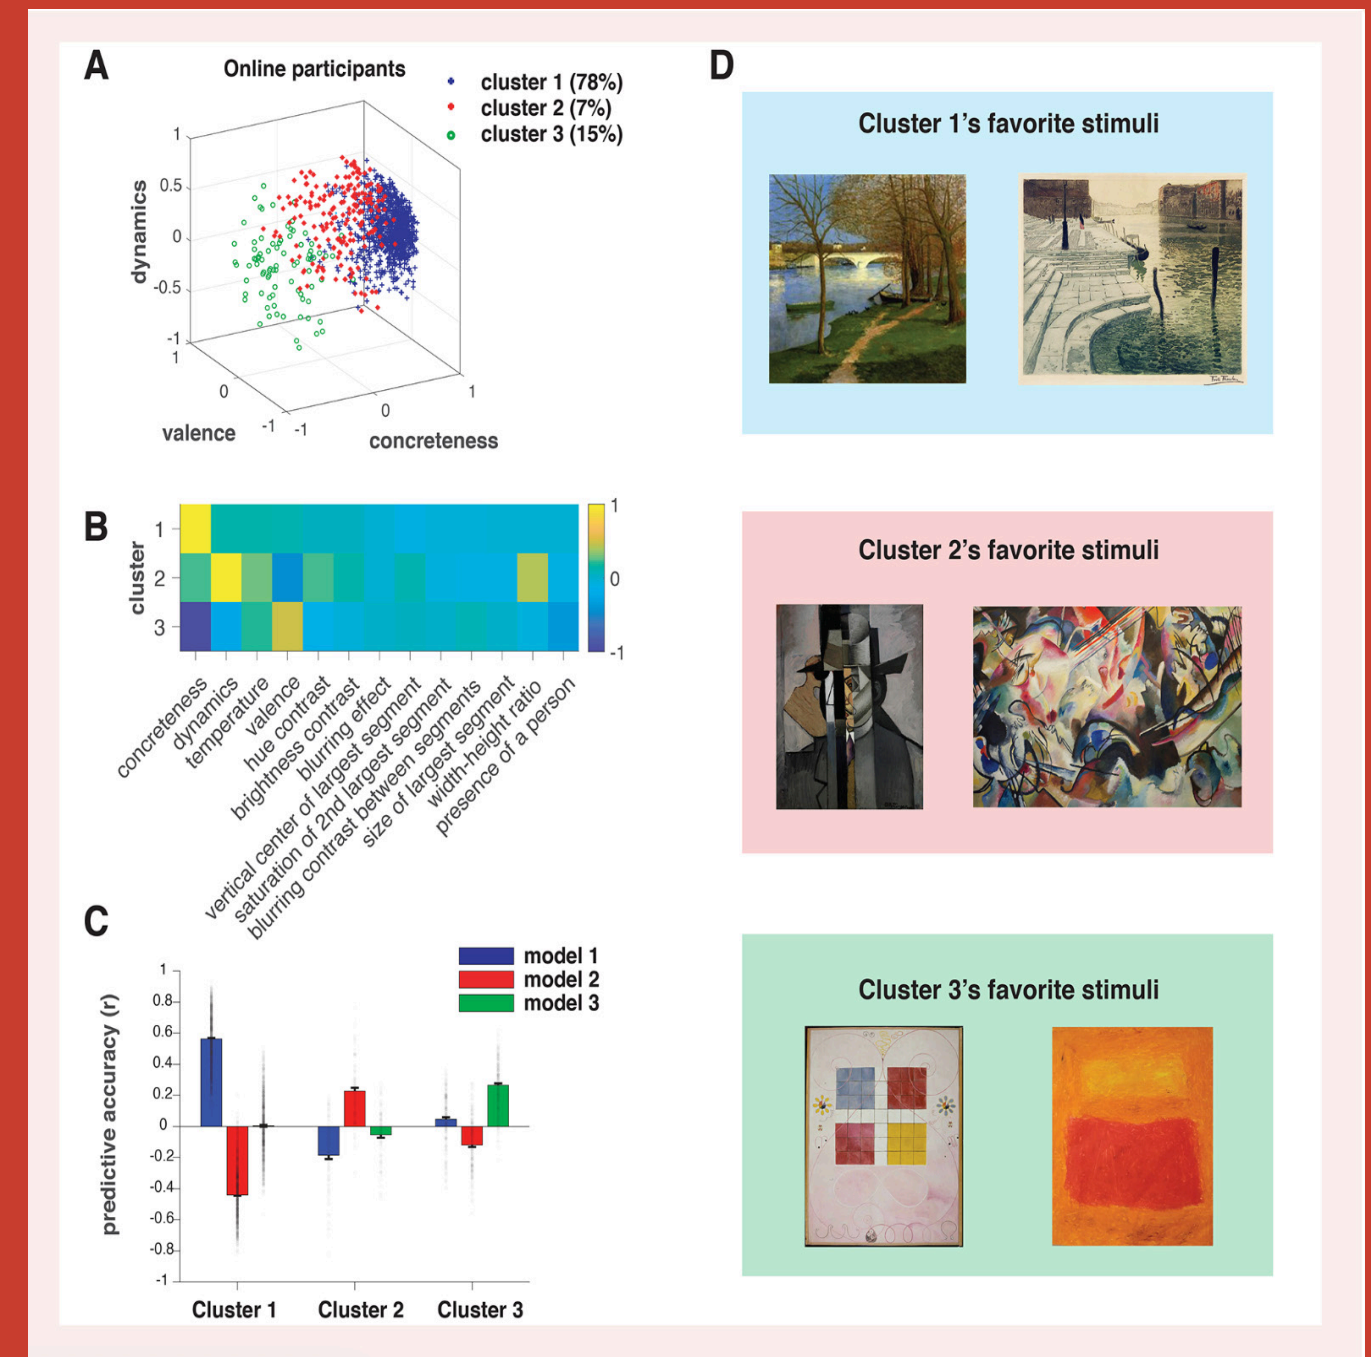 A
Online participants
cluster 1 (78%)
cluster 2 (7%)
cluster 3 (15%)
1
0.5
0
-0.5
-1
dynamics
1
0
-1
valence
-1
0
1
concreteness
B
cluster
1
2
3
1
0
-1
concreteness
dynamics
temperature
valence
hue contrast
brightness contrast
blurring effect
vertical center of largest segment
saturation of 2nd largest segment
blurring contrast between segments
size of largest segment
width-height ratio
presence of a person
C
model 1
model 2
model 3
predictive accuracy (r)
1
0.8
0.6
0.4
0.2
0
-0.2
-0.4
-0.6
-0.8
-1
Cluster 1
Cluster 2
Cluster 3
D
Cluster 1's favorite stimuli
Cluster 2's favorite stimuli
Cluster 3's favorite stimuli